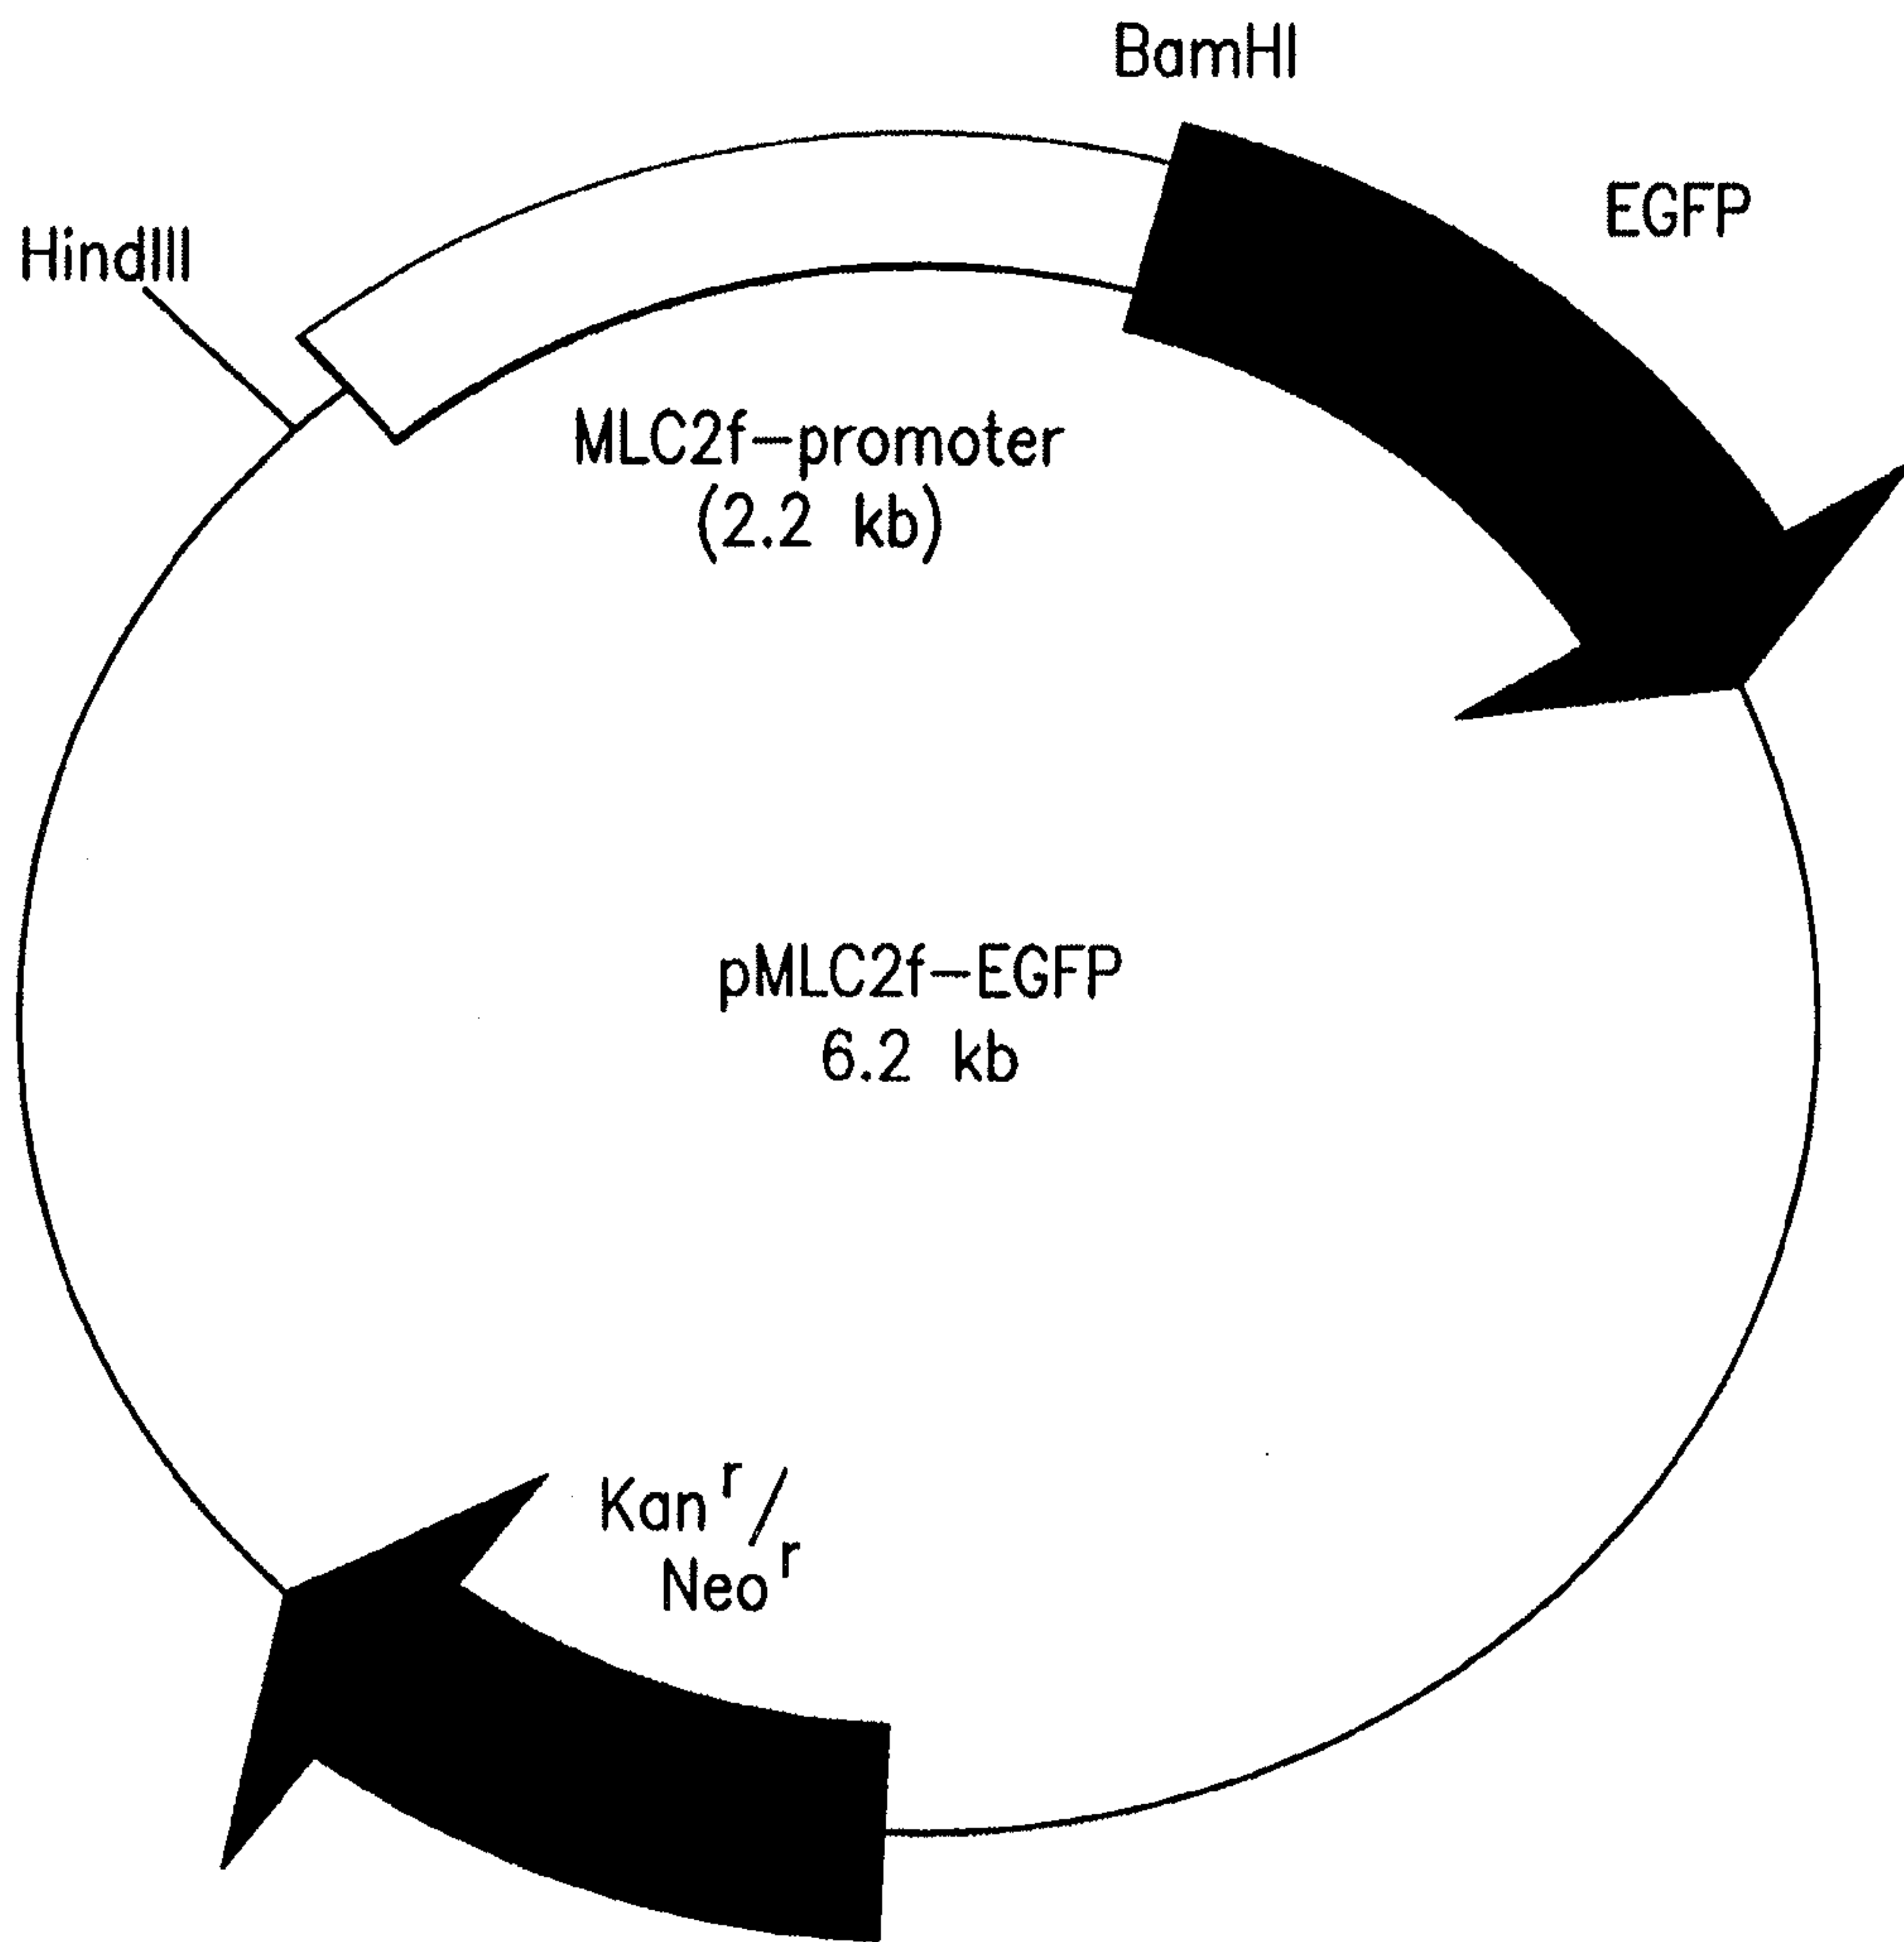 BamHI
EGFP
HindIII
MLC2f-promoter
(2.2 kb)
pMLC2f-EGFP
6.2 kb
Kan r /
Neo r